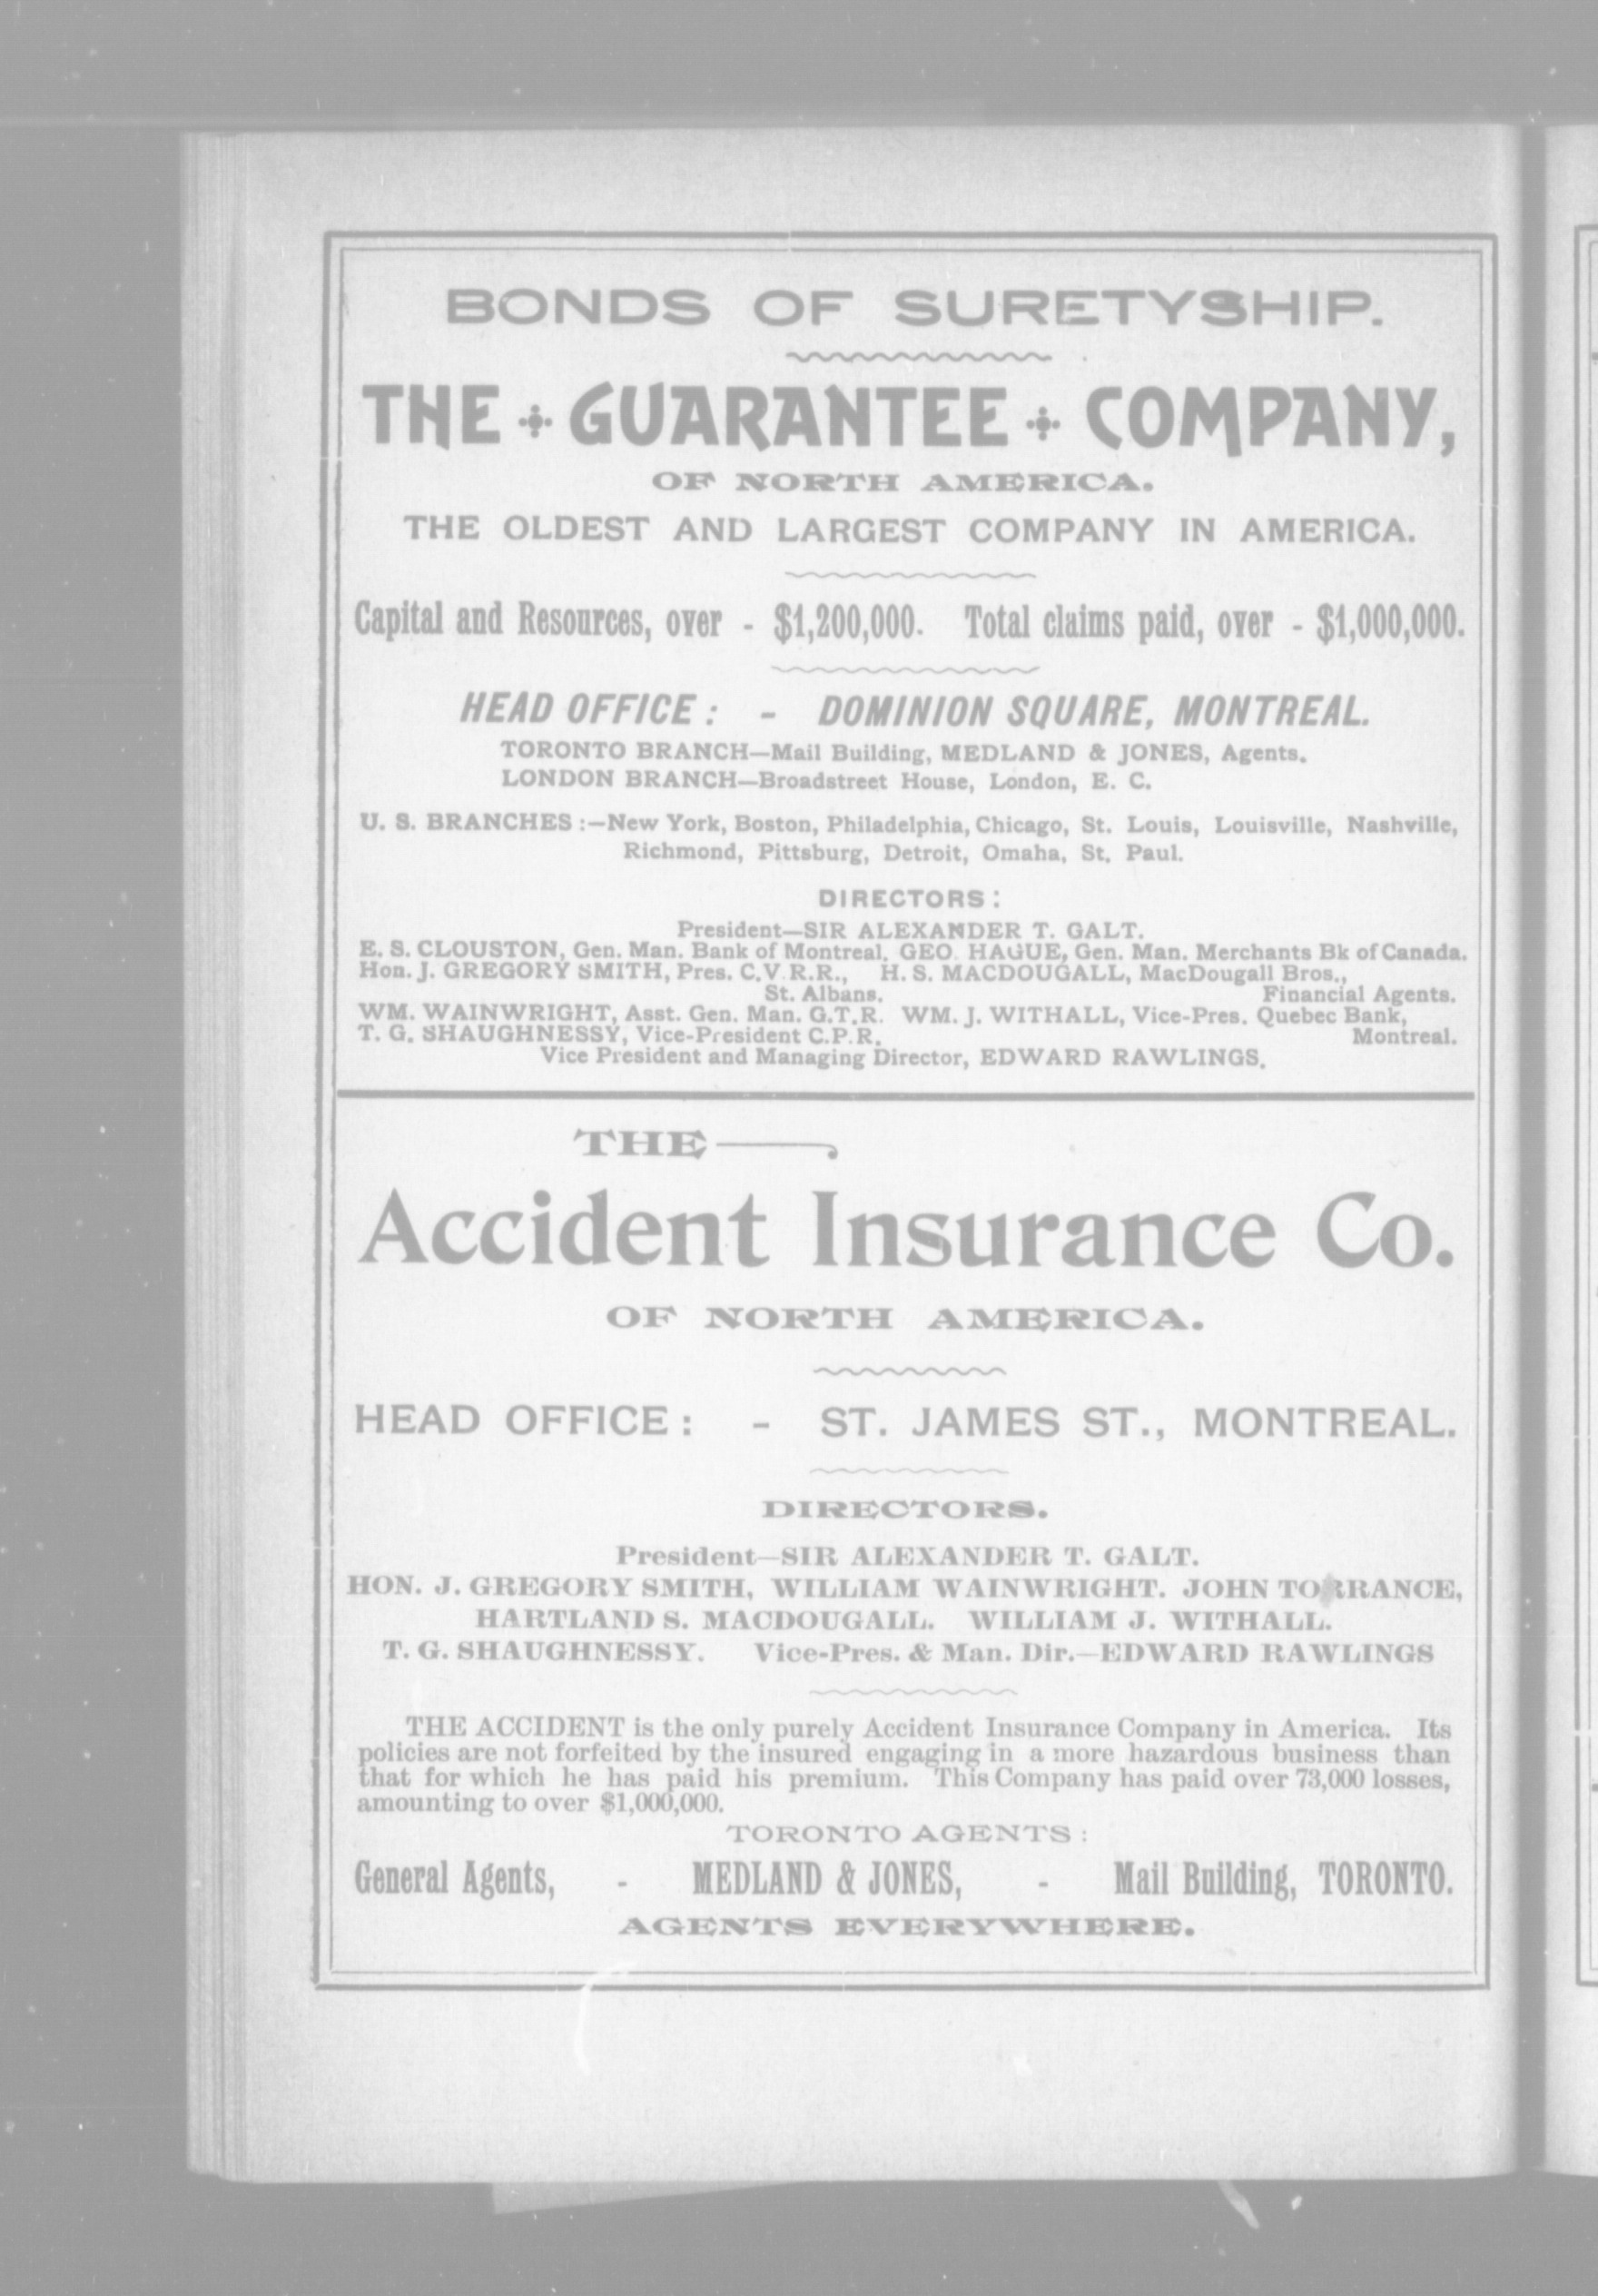 BONDS OF SURETYSHIP.
THE GUARANTEE COMPANY,
OF NORTH AMERICA.
THE OLDEST AND LARGEST COMPANY IN AMERICA.
Capital and Resources, over - $1,200,000. Total claims paid, over - $1,000,000.
HEAD OFFICE: - DOMINION SQUARE, MONTREAL.
TORONTO BRANCH—Mail Building, MEDLAND & JONES, Agents.
LONDON BRANCH—Broadstreet House, London, E. C.
U. S. BRANCHES:—New York, Boston, Philadelphia, Chicago, St. Louis, Louisville, Nashville,
Richmond, Pittsburg, Detroit, Omaha, St. Paul.
DIRECTORS:
President—SIR ALEXANDER T. GALT.
E. S. CLOUSTON, Gen. Man. Bank of Montreal. GEO. HAGUE, Gen. Man. Merchants Bk of Canada.
Hon. J. GREGORY SMITH, Pres. C.V.R.R., H. S. MACDOUGALL, MacDougall Bros.,
St. Albans. Financial Agents.
WM. WAINWRIGHT, Asst. Gen. Man. G.T.R. WM. J. WITHALL, Vice-Pres. Quebec Bank,
T. G. SHAUGHNESSY, Vice-President C.P.R. Montreal.
Vice President and Managing Director, EDWARD RAWLINGS.
THE
Accident Insurance Co.
OF NORTH AMERICA.
HEAD OFFICE: - ST. JAMES ST., MONTREAL.
DIRECTORS.
President—SIR ALEXANDER T. GALT.
HON. J. GREGORY SMITH, WILLIAM WAINWRIGHT. JOHN TORRANCE,
HARTLAND S. MACDOUGALL. WILLIAM J. WITHALL.
T. G. SHAUGHNESSY. Vice-Pres. & Man. Dir.—EDWARD RAWLINGS
THE ACCIDENT is the only purely Accident Insurance Company in America. Its
policies are not forfeited by the insured engaging in a more hazardous business than
that for which he has paid his premium. This Company has paid over 73,000 losses,
amounting to over $1,000,000.
TORONTO AGENTS:
General Agents, - MEDLAND & JONES, - Mail Building, TORONTO.
AGENTS EVERYWHERE.